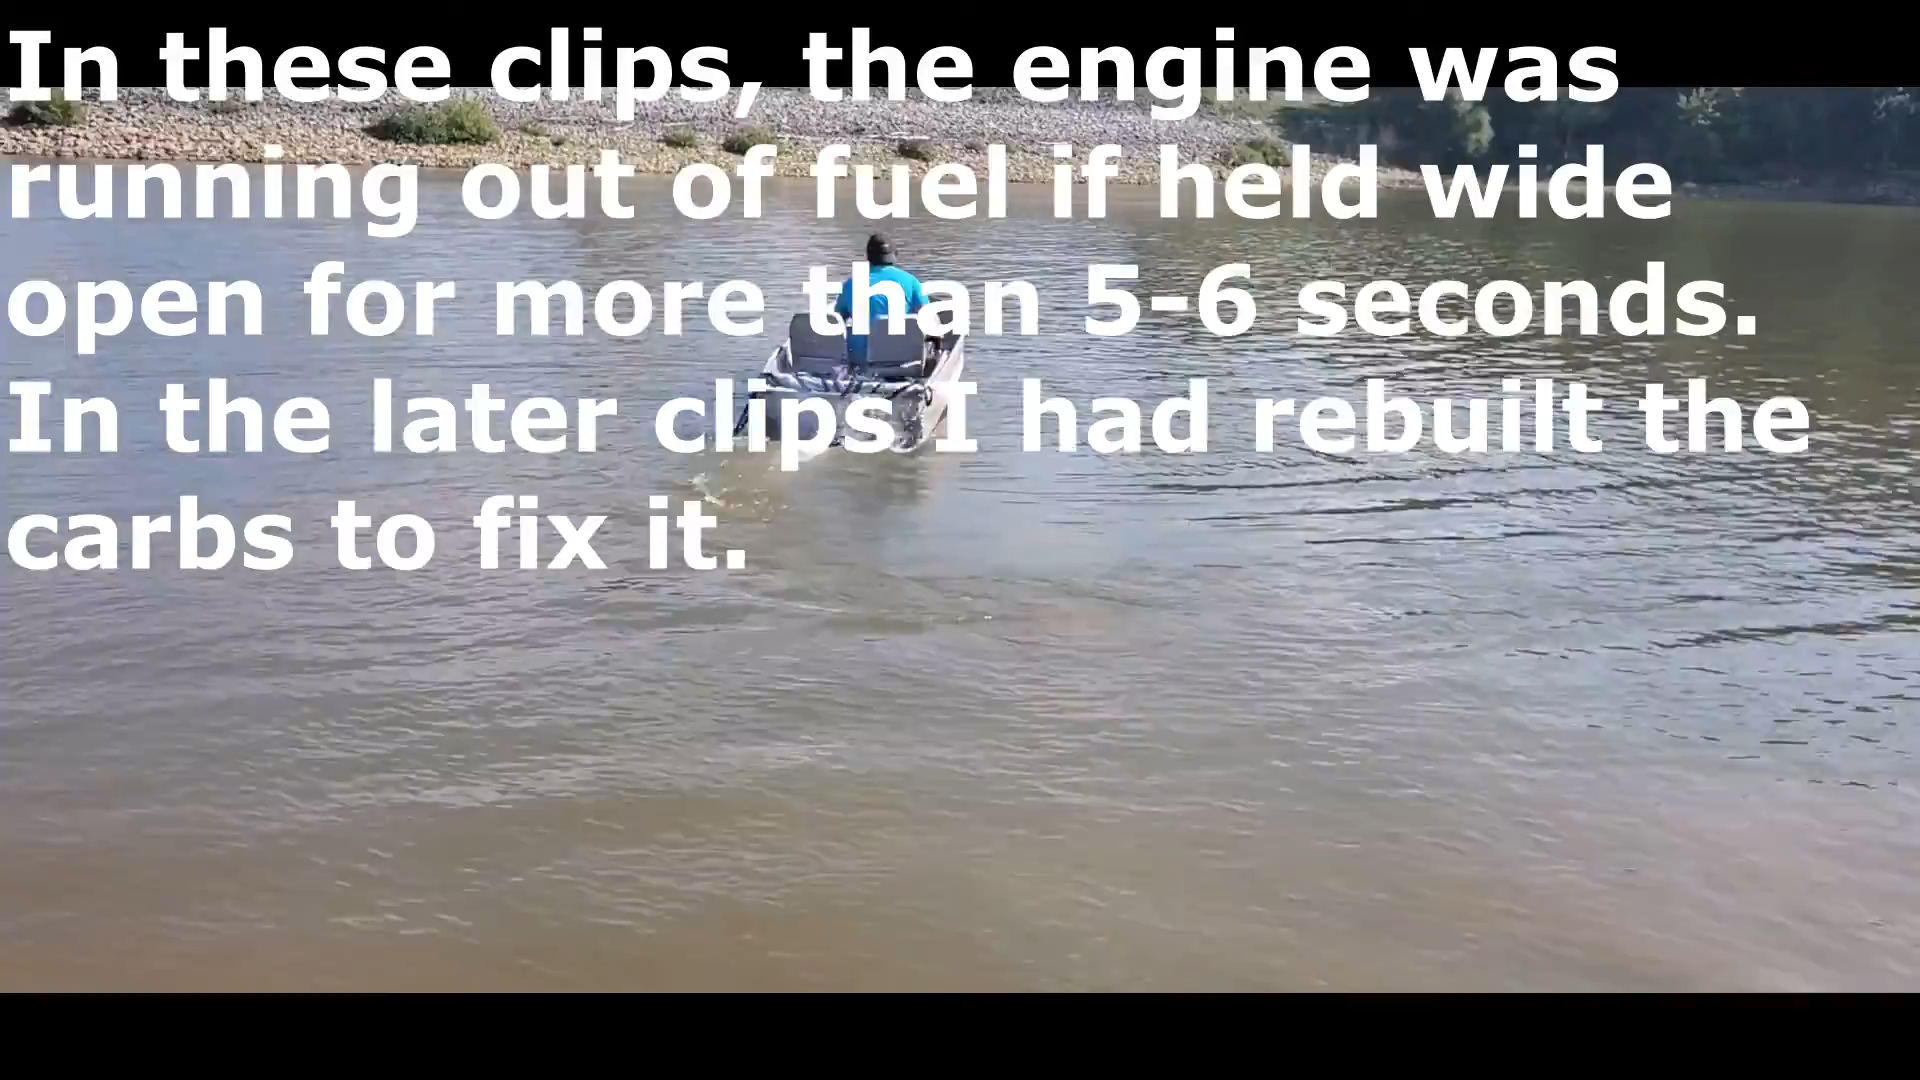 In these clips, the engine was
running out of fuel if held wide
open for more than 5-6 seconds.
In the later clips I had rebuilt the
carbs to fix it.